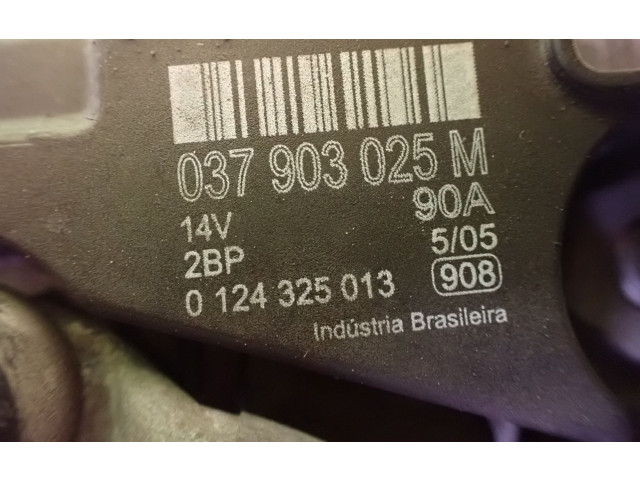 037 903 025 M
14V 90A
2BP 5/05
0 124 325 013 908
Indústria Brasileira